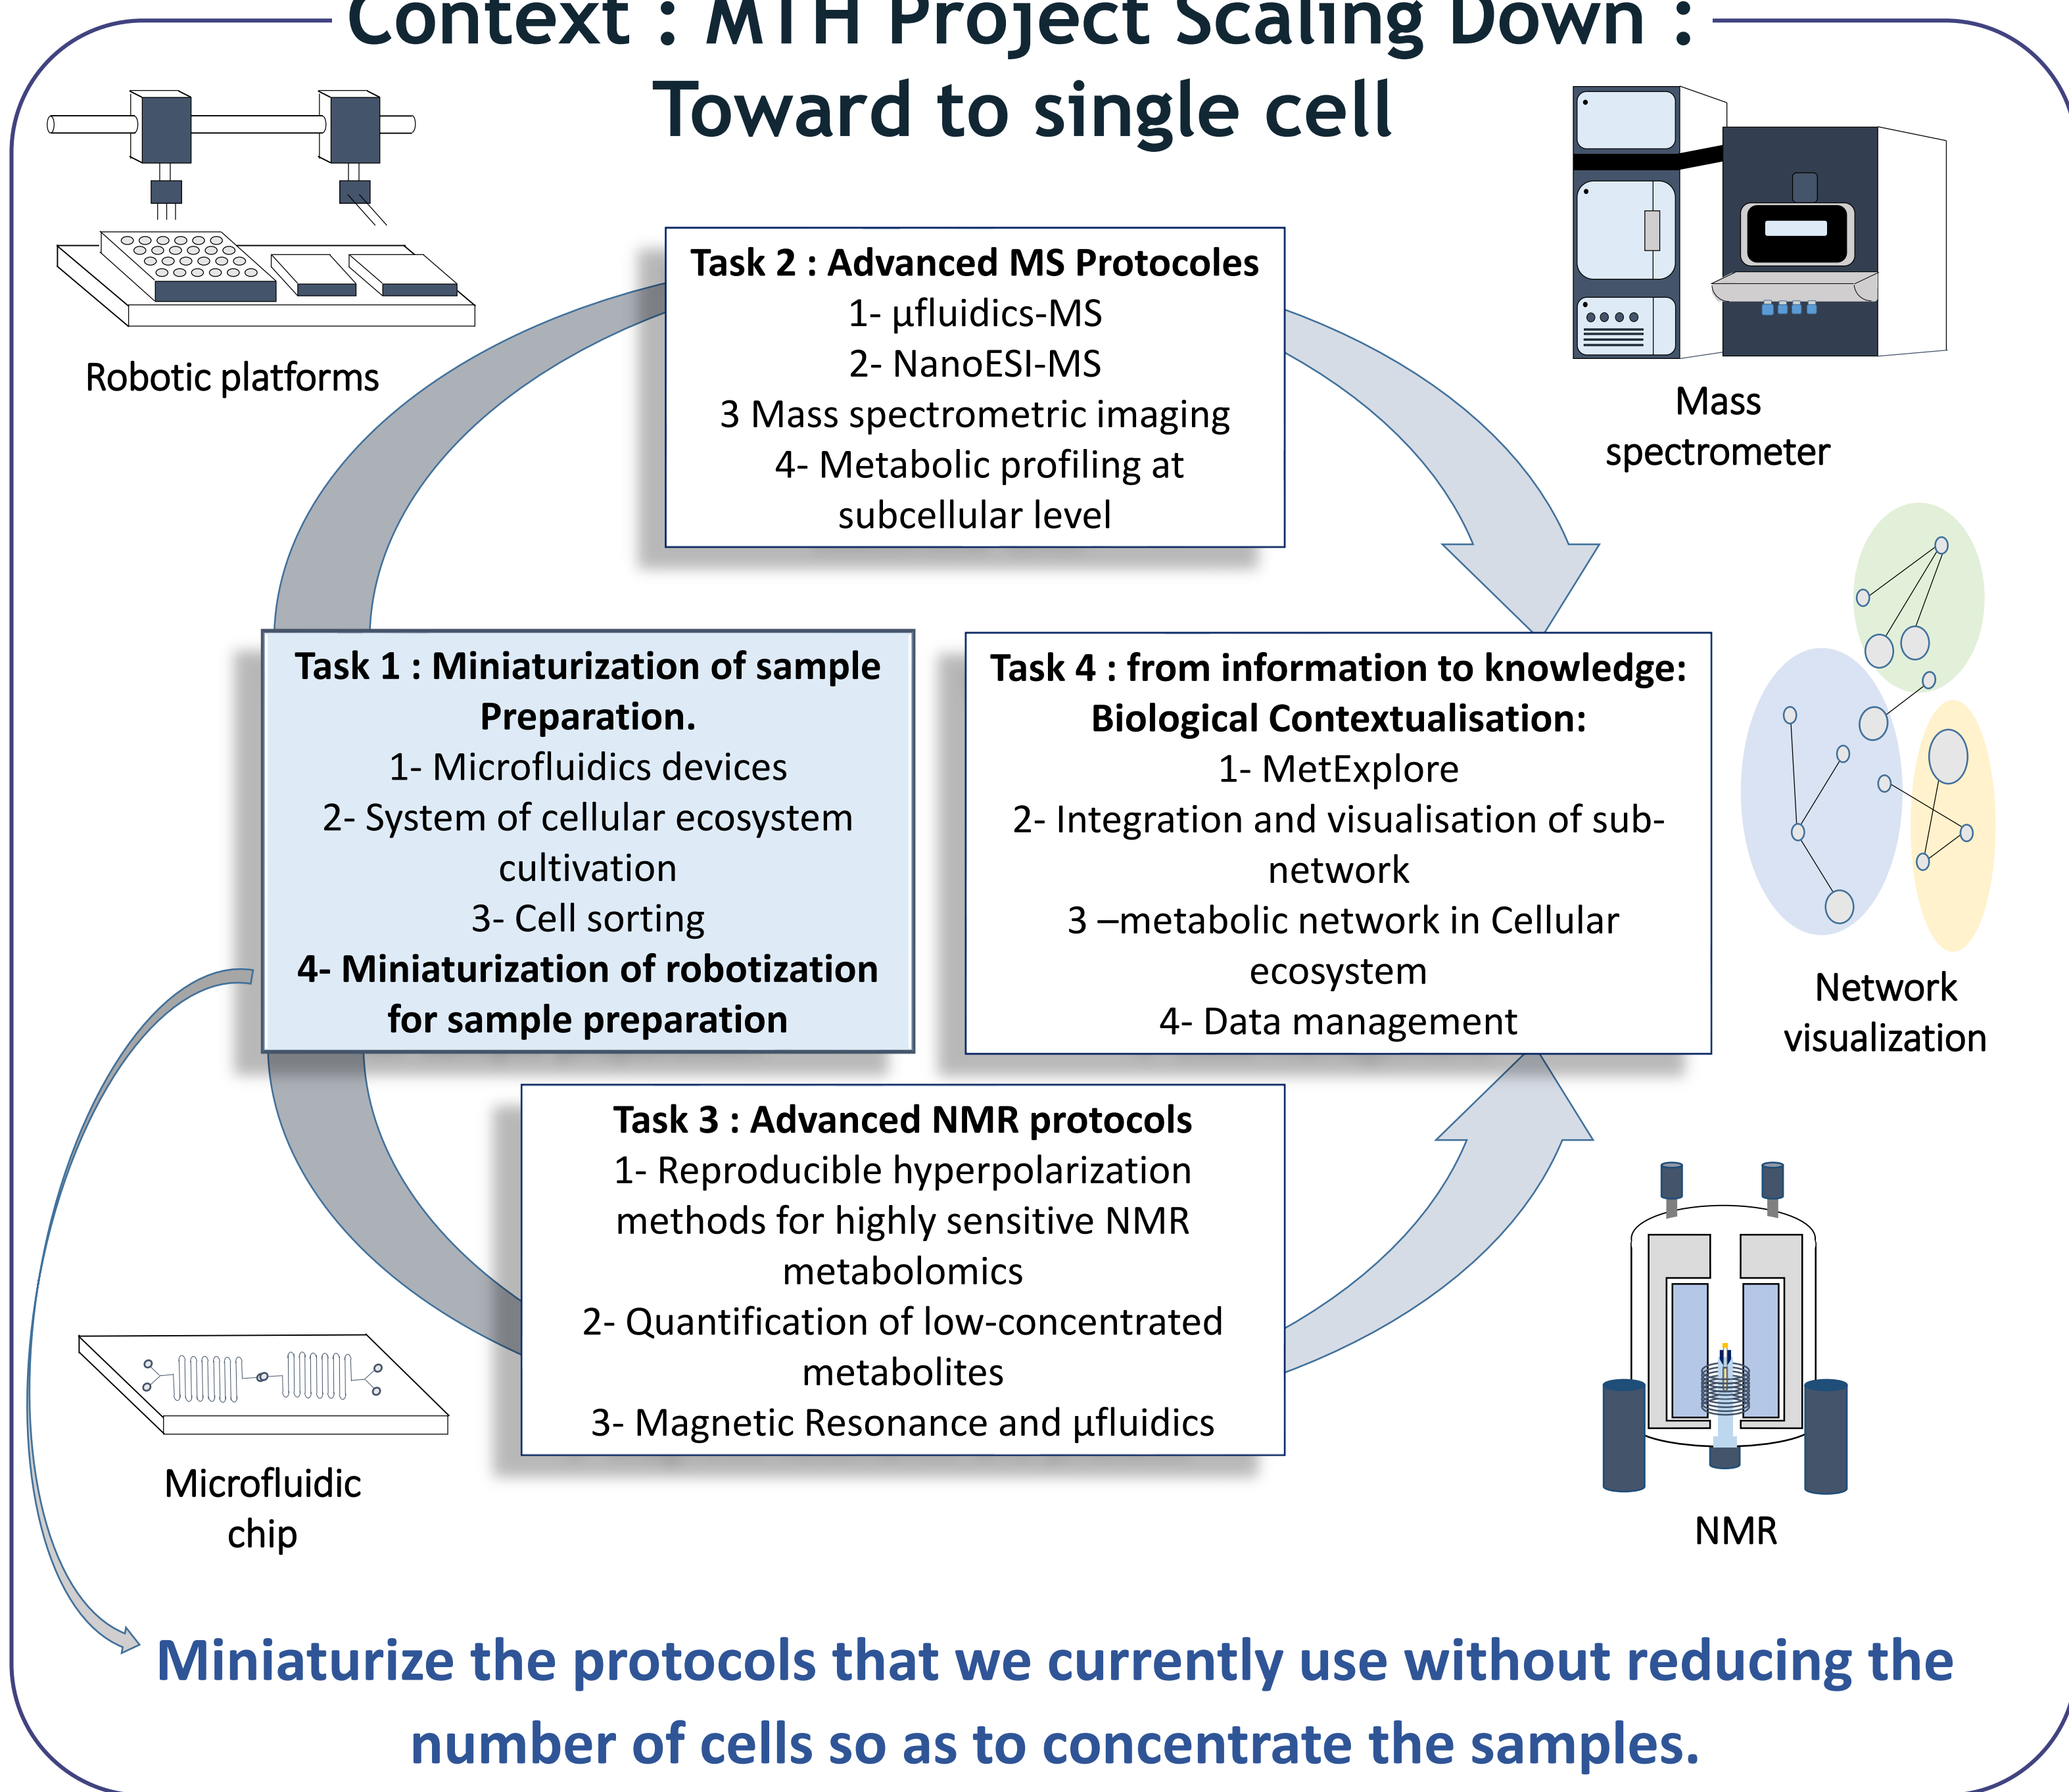 Context : MTH Project Scaling Down :
Toward to single cell
Robotic platforms
Task 2 : Advanced MS Protocoles
1- µfluidics-MS
2- NanoESI-MS
3 Mass spectrometric imaging
4- Metabolic profiling at
subcellular level
Mass
spectrometer
Task 1 : Miniaturization of sample
Preparation.
1- Microfluidics devices
2- System of cellular ecosystem
cultivation
3- Cell sorting
4- Miniaturization of robotization
for sample preparation
Task 4 : from information to knowledge:
Biological Contextualisation:
1- MetExplore
2- Integration and visualisation of sub-
network
3 –metabolic network in Cellular
ecosystem
4- Data management
Network
visualization
Task 3 : Advanced NMR protocols
1- Reproducible hyperpolarization
methods for highly sensitive NMR
metabolomics
2- Quantification of low-concentrated
metabolites
3- Magnetic Resonance and µfluidics
Microfluidic
chip
NMR
Miniaturize the protocols that we currently use without reducing the
number of cells so as to concentrate the samples.